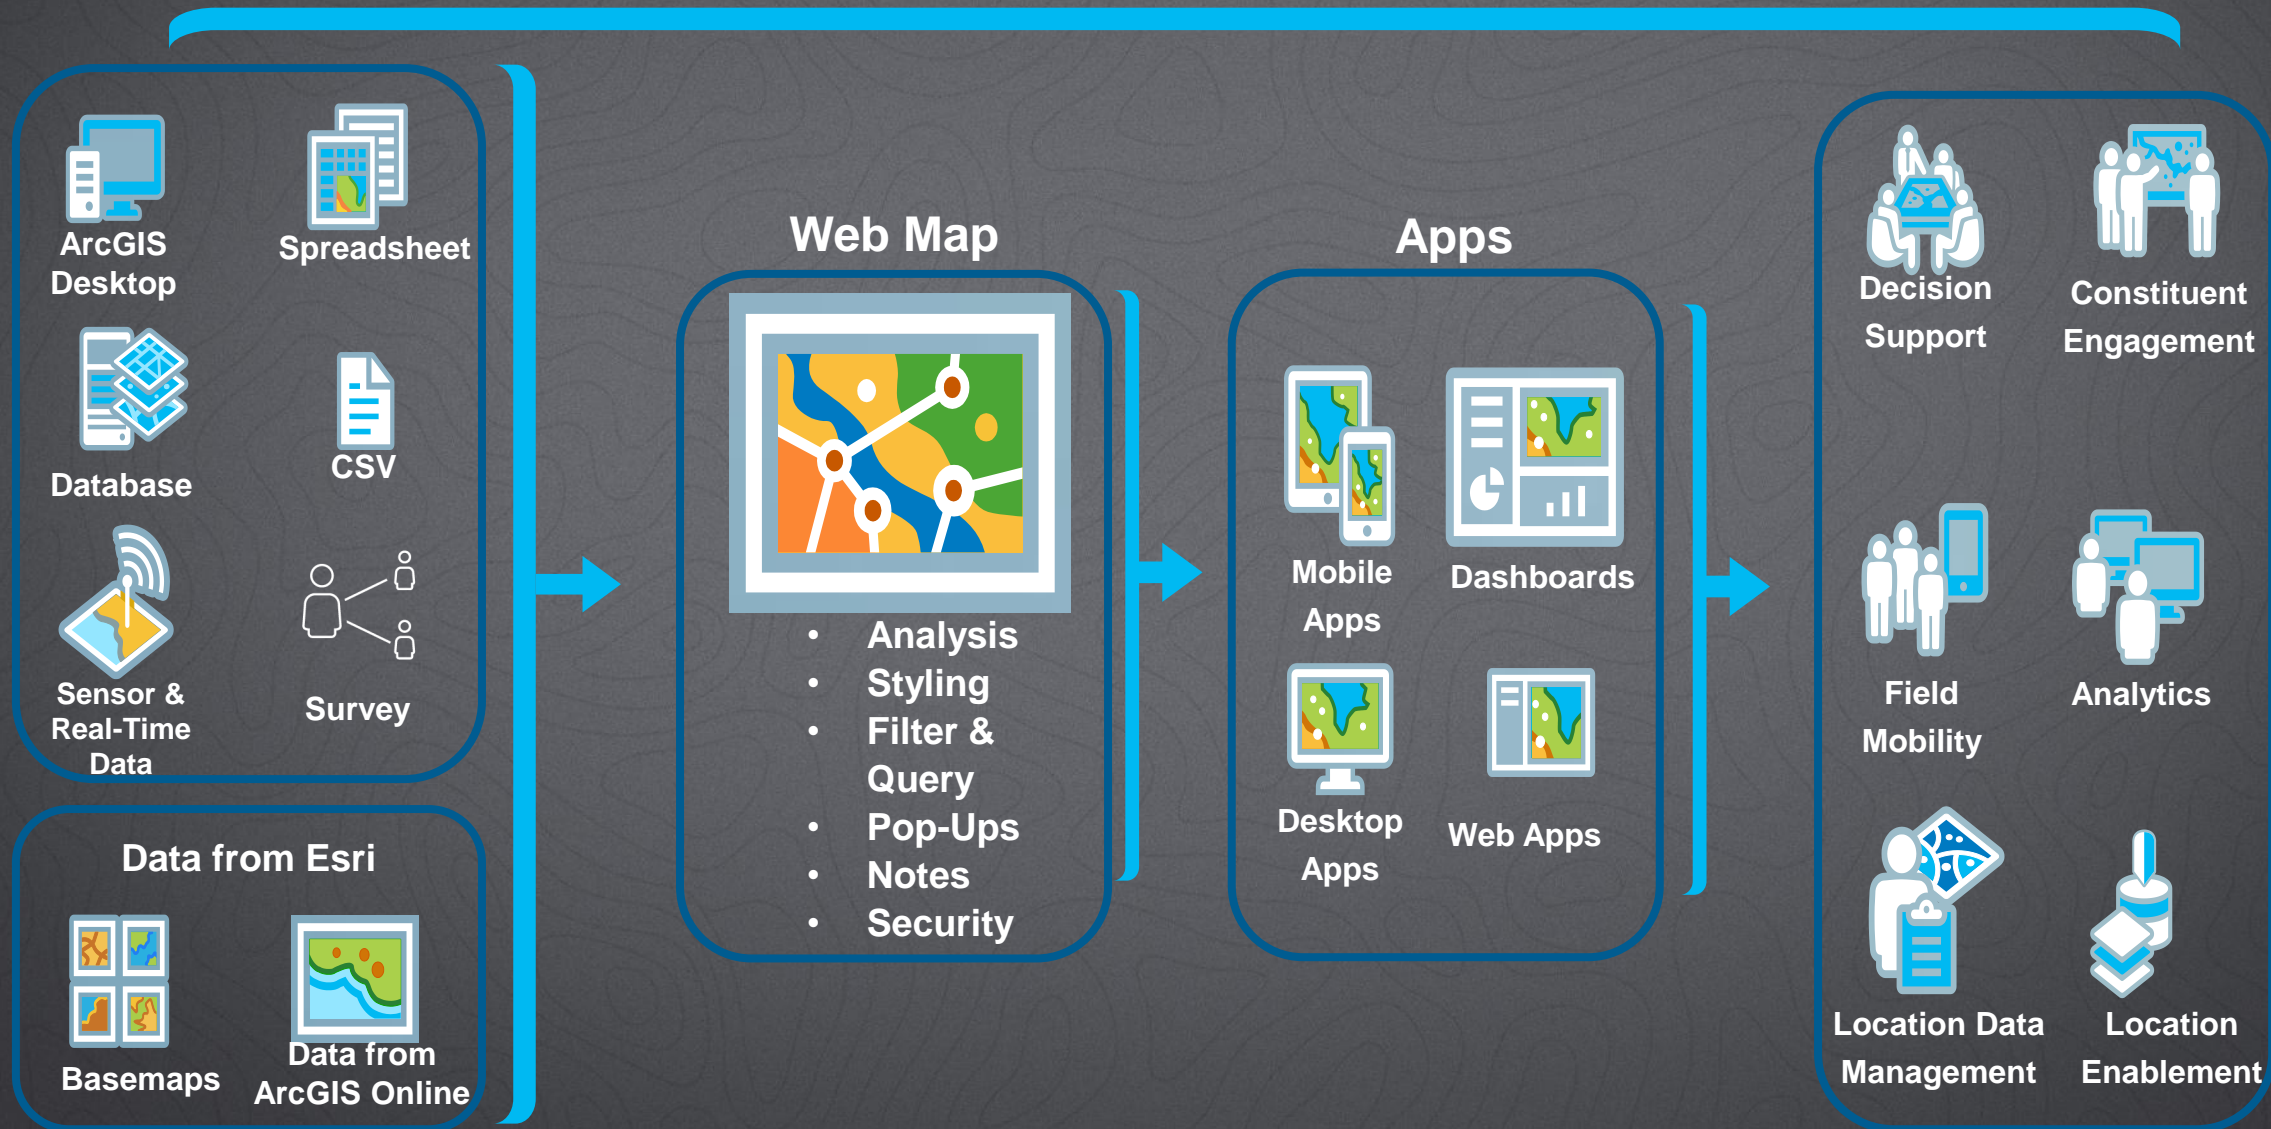 ArcGIS
Desktop
Spreadsheet
Database
CSV
Sensor &
Real-Time
Data
Survey
Data from Esri
Basemaps
Data from
ArcGIS Online
Web Map
• Analysis
• Styling
• Filter &
Query
• Pop-Ups
• Notes
• Security
Apps
Mobile
Apps
Dashboards
Desktop
Apps
Web Apps
Decision
Support
Constituent
Engagement
Field
Mobility
Analytics
Location Data
Management
Location
Enablement